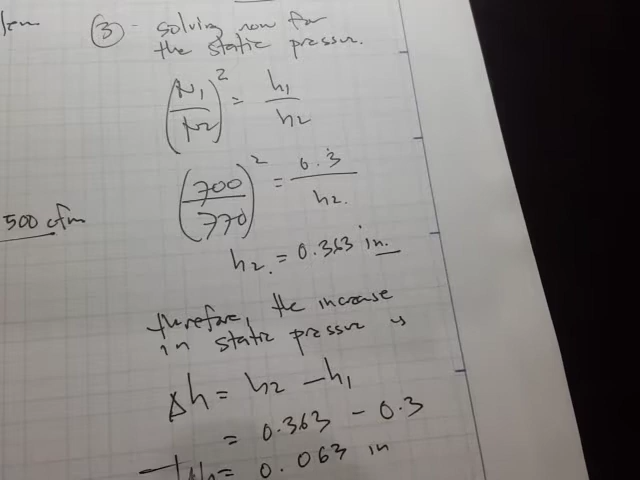 ③ - solving now for
the static pressure.
(N1/N2)² = h1/h2
(700/770)² = 0.3/h2
500 cfm
h2 = 0.363 in.
therefore, the increase
in static pressure is
Δh = h2 - h1
= 0.363 - 0.3
Δh = 0.063 in